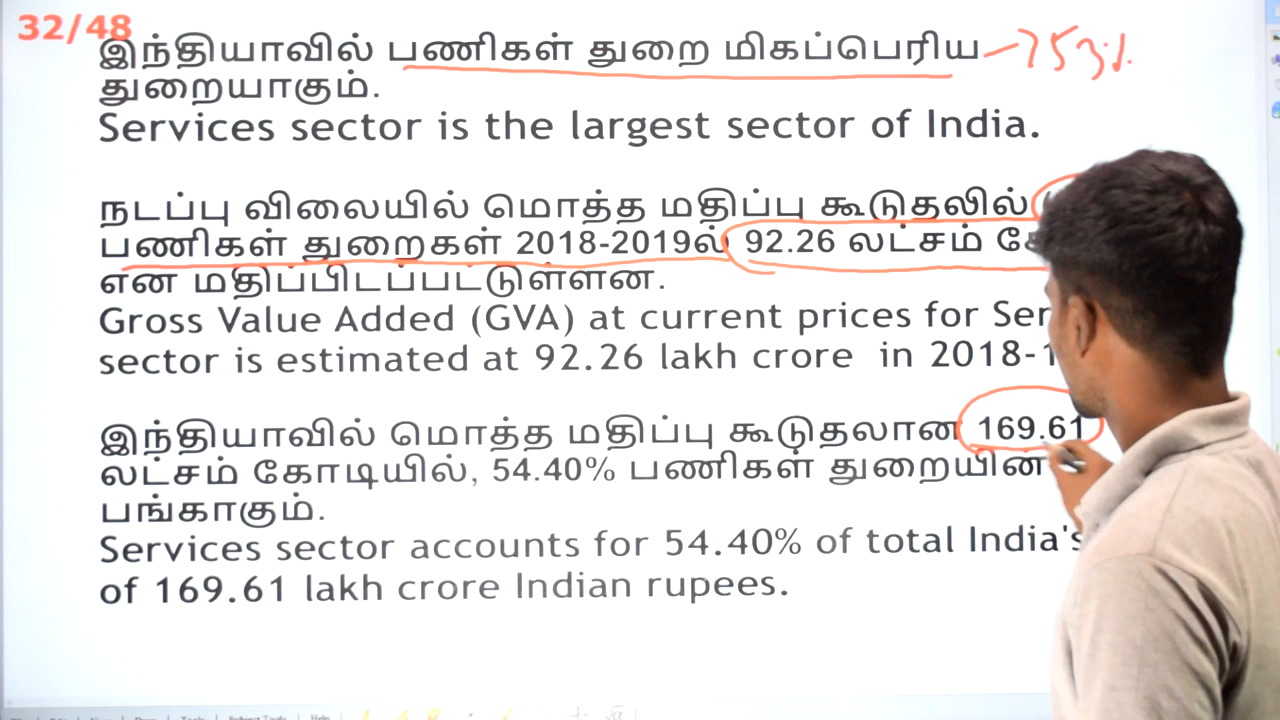 32/48
இந்தியாவில் பணிகள் துறை மிகப்பெரிய
துறையாகும்.
Services sector is the largest sector of India.
நடப்பு விலையில் மொத்த மதிப்பு கூடுதலில்
பணிகள் துறைகள் 2018-2019ல் 92.26 லட்சம்
என மதிப்பிடப்பட்டுள்ளன.
Gross Value Added (GVA) at current prices for
sector is estimated at 92.26 lakh crore in 2018-
இந்தியாவில் மொத்த மதிப்பு கூடுதலான 169.61
லட்சம் கோடியில், 54.40% பணிகள் துறையின்
பங்காகும்.
Services sector accounts for 54.40% of total India's
of 169.61 lakh crore Indian rupees.